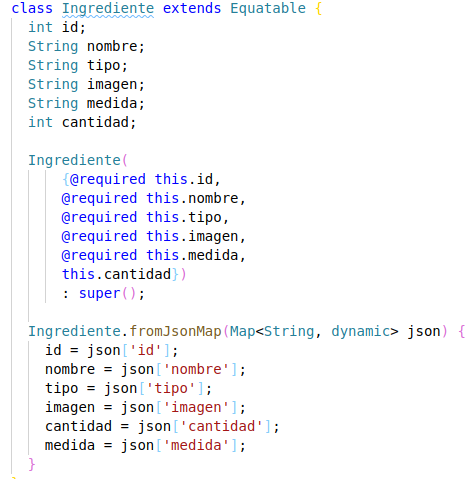 class Ingrediente extends Equatable {
  int id;
  String nombre;
  String tipo;
  String imagen;
  String medida;
  int cantidad;

  Ingrediente(
      {@required this.id,
      @required this.nombre,
      @required this.tipo,
      @required this.imagen,
      @required this.medida,
      this.cantidad})
      : super();

  Ingrediente.fromJsonMap(Map<String, dynamic> json) {
    id = json['id'];
    nombre = json['nombre'];
    tipo = json['tipo'];
    imagen = json['imagen'];
    cantidad = json['cantidad'];
    medida = json['medida'];
  }